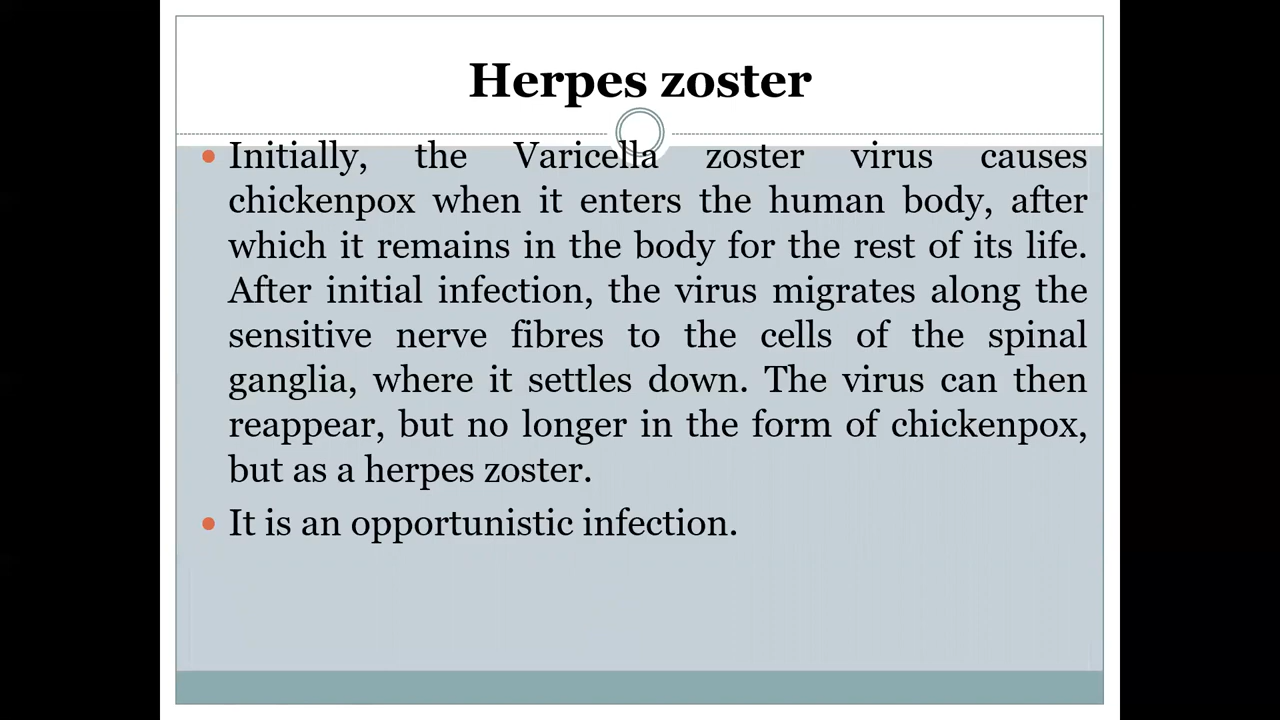 Herpes zoster
• Initially, the Varicella zoster virus causes
chickenpox when it enters the human body, after
which it remains in the body for the rest of its life.
After initial infection, the virus migrates along the
sensitive nerve fibres to the cells of the spinal
ganglia, where it settles down. The virus can then
reappear, but no longer in the form of chickenpox,
but as a herpes zoster.
• It is an opportunistic infection.